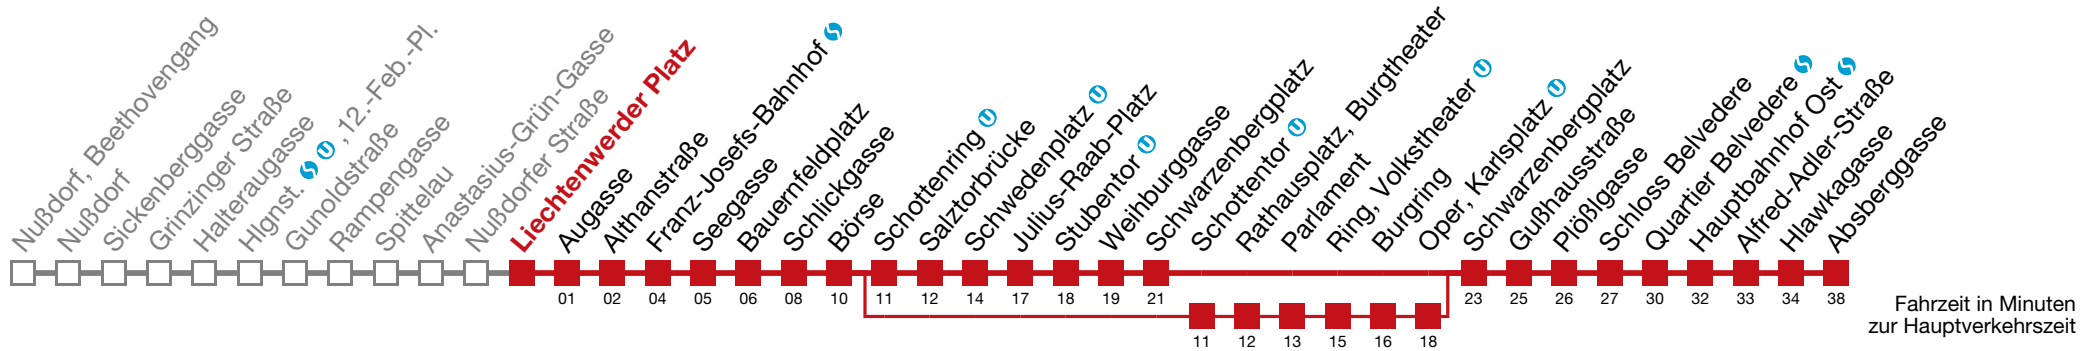 Nußdorf, Beethovengang
Nußdorf
Sickenberggasse
Grinzinger Straße
Halteraugasse
Hlgnst. S U , 12.-Feb.-Pl.
Gunoldstraße
Rampengasse
Spittelau
Anastasius-Grün-Gasse
Nußdorfer Straße
Liechtenwerder Platz
Augasse
Althanstraße
Franz-Josefs-Bahnhof S
Seegasse
Bauernfeldplatz
Schlickgasse
Börse
Schottenring U
Salztorbrücke
Schwedenplatz U
Julius-Raab-Platz
Stubentor U
Weihburggasse
Schwarzenbergplatz
Schottentor U
Rathausplatz, Burgtheater
Parlament
Ring, Volkstheater U
Burgring
Oper, Karlsplatz U
Schwarzenbergplatz
Gußhausstraße
Plößlgasse
Schloss Belvedere
Quartier Belvedere S
Hauptbahnhof Ost S
Alfred-Adler-Straße
Hlawkagasse
Absberggasse
01 02 04 05 06 08 10 11 12 14 17 18 19 21 23 25 26 27 30 32 33 34 38
11 12 13 15 16 18
Fahrzeit in Minuten
zur Hauptverkehrszeit